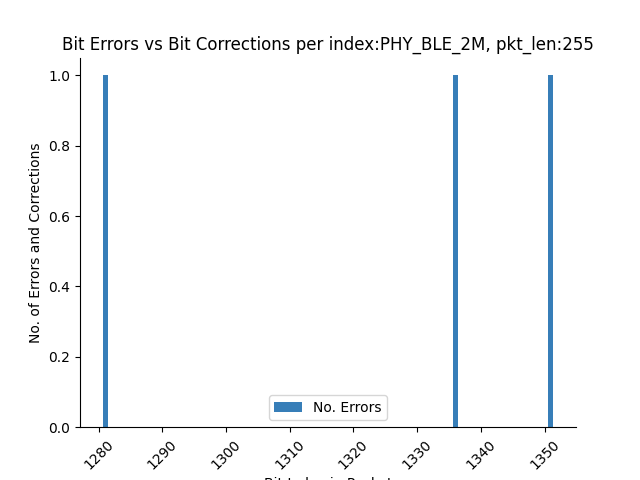 Bit Errors vs Bit Corrections per index:PHY_BLE_2M, pkt_len:255
No. of Errors and Corrections
1.0
0.8
0.6
0.4
0.2
0.0
No. Errors
1280 1290 1300 1310 1320 1330 1340 1350